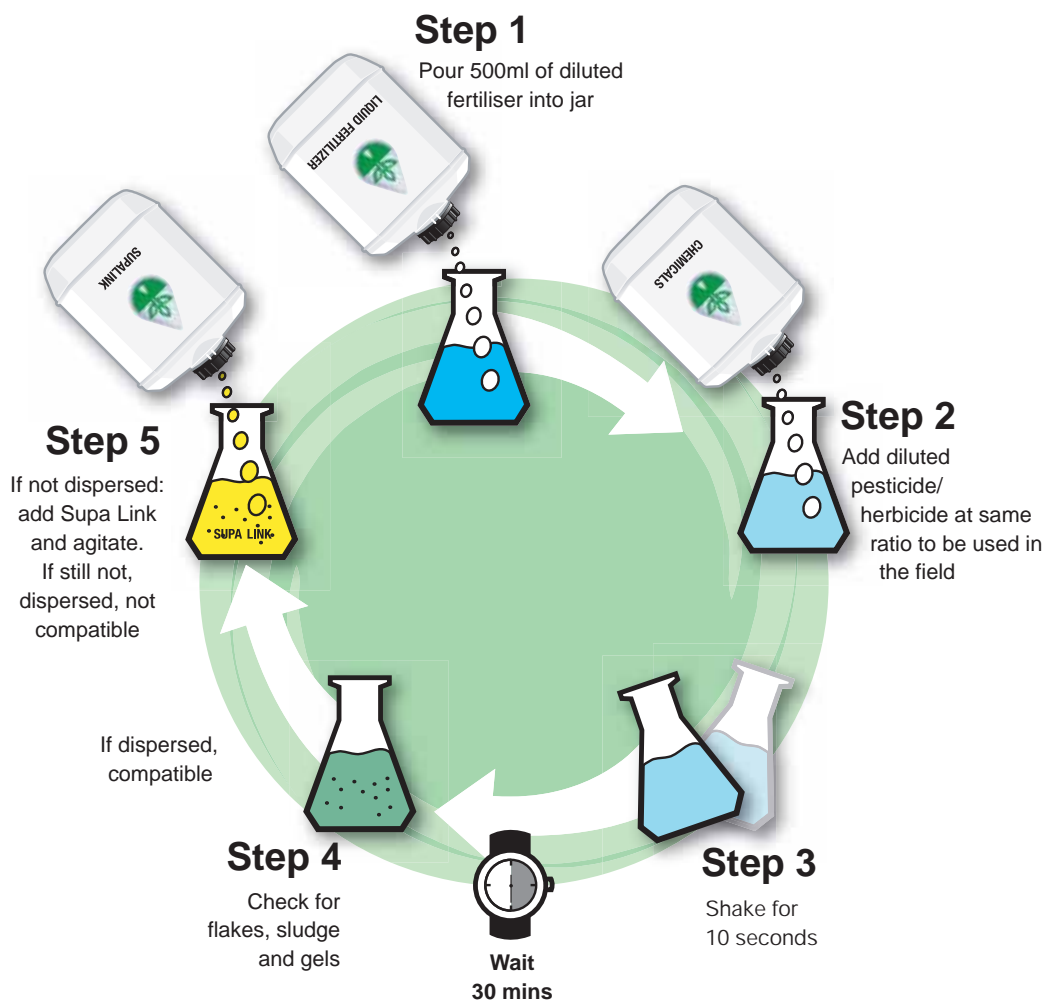 Step 1
Pour 500ml of diluted
fertiliser into jar
LIQUID FERTILIZER
CHEMICALS
Step 2
Add diluted
pesticide/
herbicide at same
ratio to be used in
the field
Step 3
Shake for
10 seconds
Wait
30 mins
Step 4
Check for
flakes, sludge
and gels
If dispersed,
compatible
SUPALINK
Step 5
If not dispersed:
add Supa Link
and agitate.
If still not,
dispersed, not
compatible
SUPA LINK